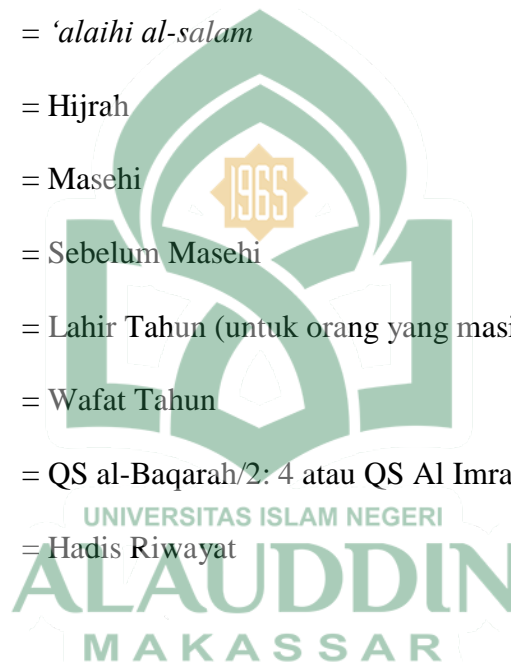 = ‘alaihi al-salam
= Hijrah
= Masehi
1965
= Sebelum Masehi
= Lahir Tahun (untuk orang yang masi
= Wafat Tahun
= QS al-Baqarah/2: 4 atau QS Al Imra
UNIVERSITAS ISLAM NEGERI
= Hadis Riwayat
ALAUDDIN
MAKASSAR